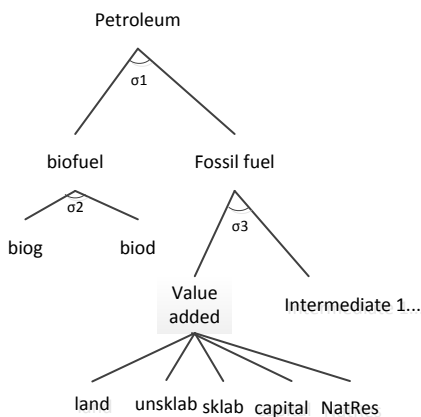 Petroleum
σ1
biofuel Fossil fuel
σ2
σ3
biog biod
Value
added
Intermediate 1...
land unsklab sklab capital NatRes